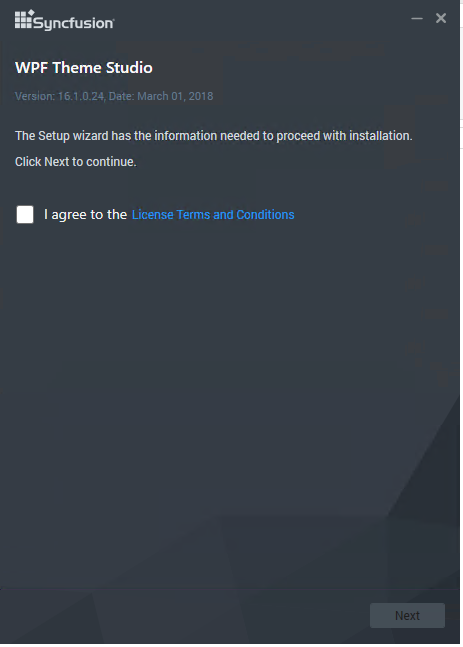 Syncfusion
WPF Theme Studio
Version: 16.1.0.24, Date: March 01, 2018
The Setup wizard has the information needed to proceed with installation.
Click Next to continue.
I agree to the License Terms and Conditions
Next